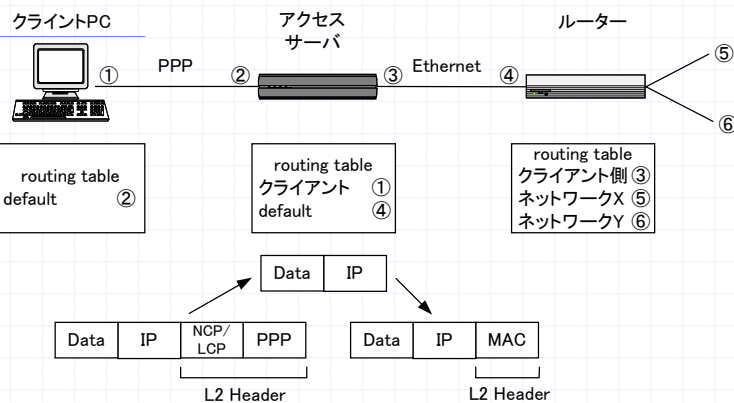 クラインﾄPC
アクセス
サーバ
ルーター
① PPP ② ③ Ethernet ④ ⑤
⑥
routing table
default ②
routing table
クライアント ①
default ④
routing table
クライアント側 ③
ネットワークX ⑤
ネットワークY ⑥
Data IP
Data IP NCP/
LCP PPP
Data IP MAC
L2 Header
L2 Header